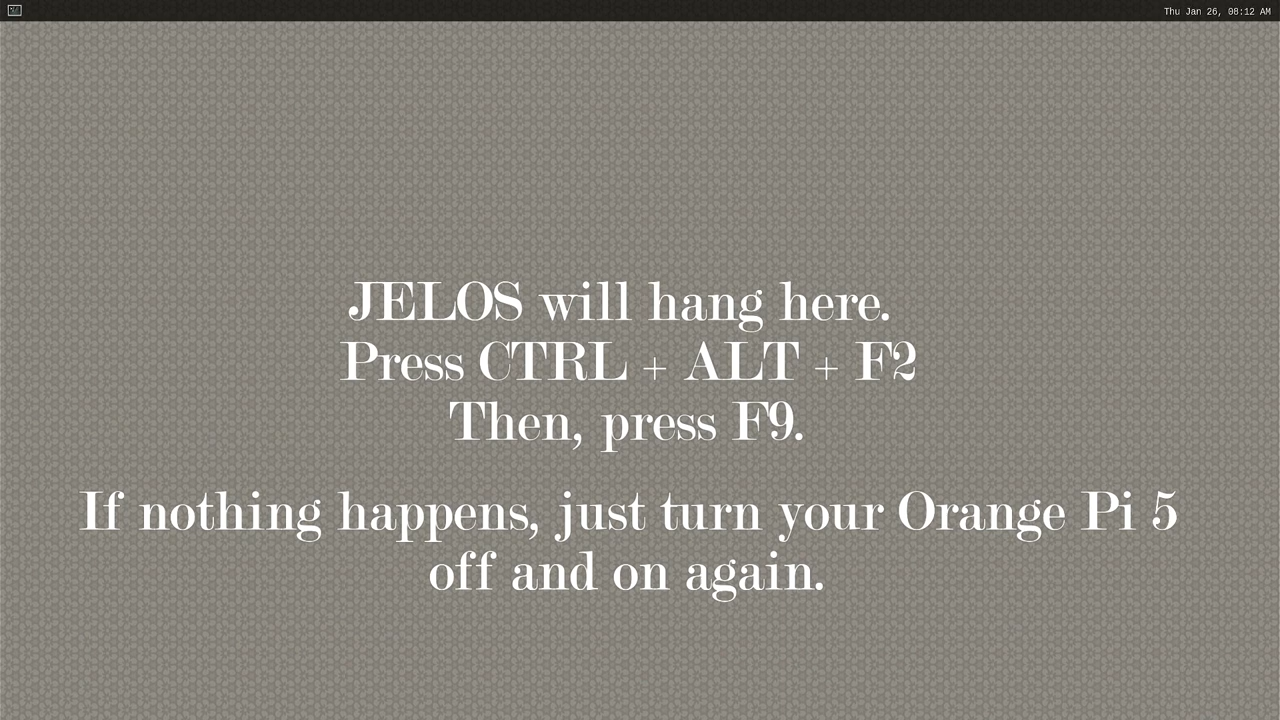 Thu Jan 26, 08:12 AM
JELOS will hang here.
Press CTRL + ALT + F2
Then, press F9.
If nothing happens, just turn your Orange Pi 5
off and on again.